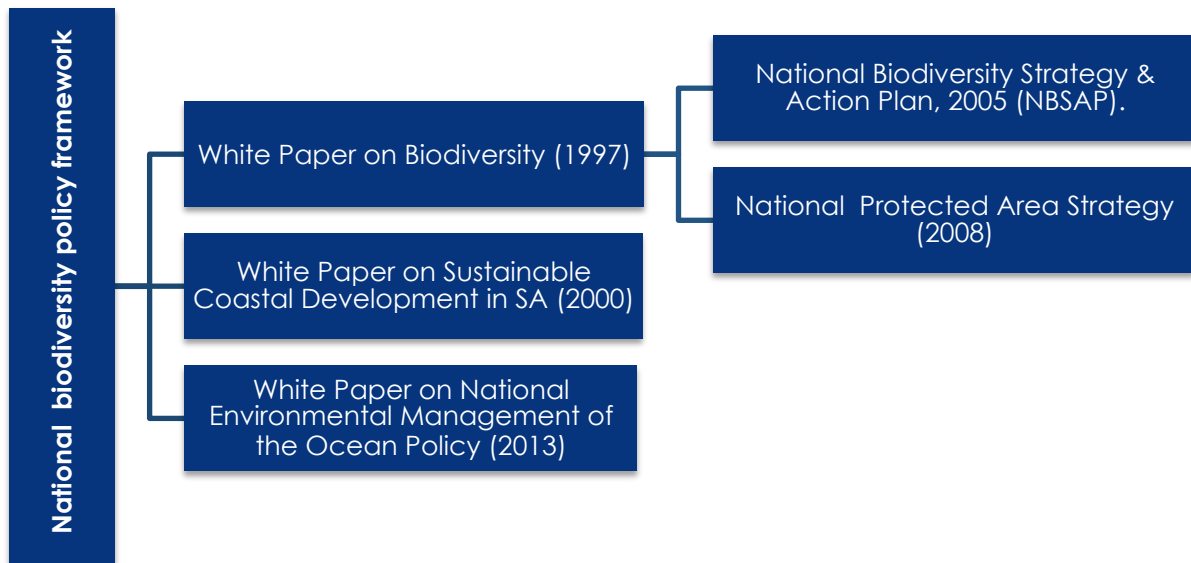 National biodiversity policy framework
White Paper on Biodiversity (1997)
National Biodiversity Strategy &
Action Plan, 2005 (NBSAP).
National Protected Area Strategy
(2008)
White Paper on Sustainable
Coastal Development in SA (2000)
White Paper on National
Environmental Management of
the Ocean Policy (2013)